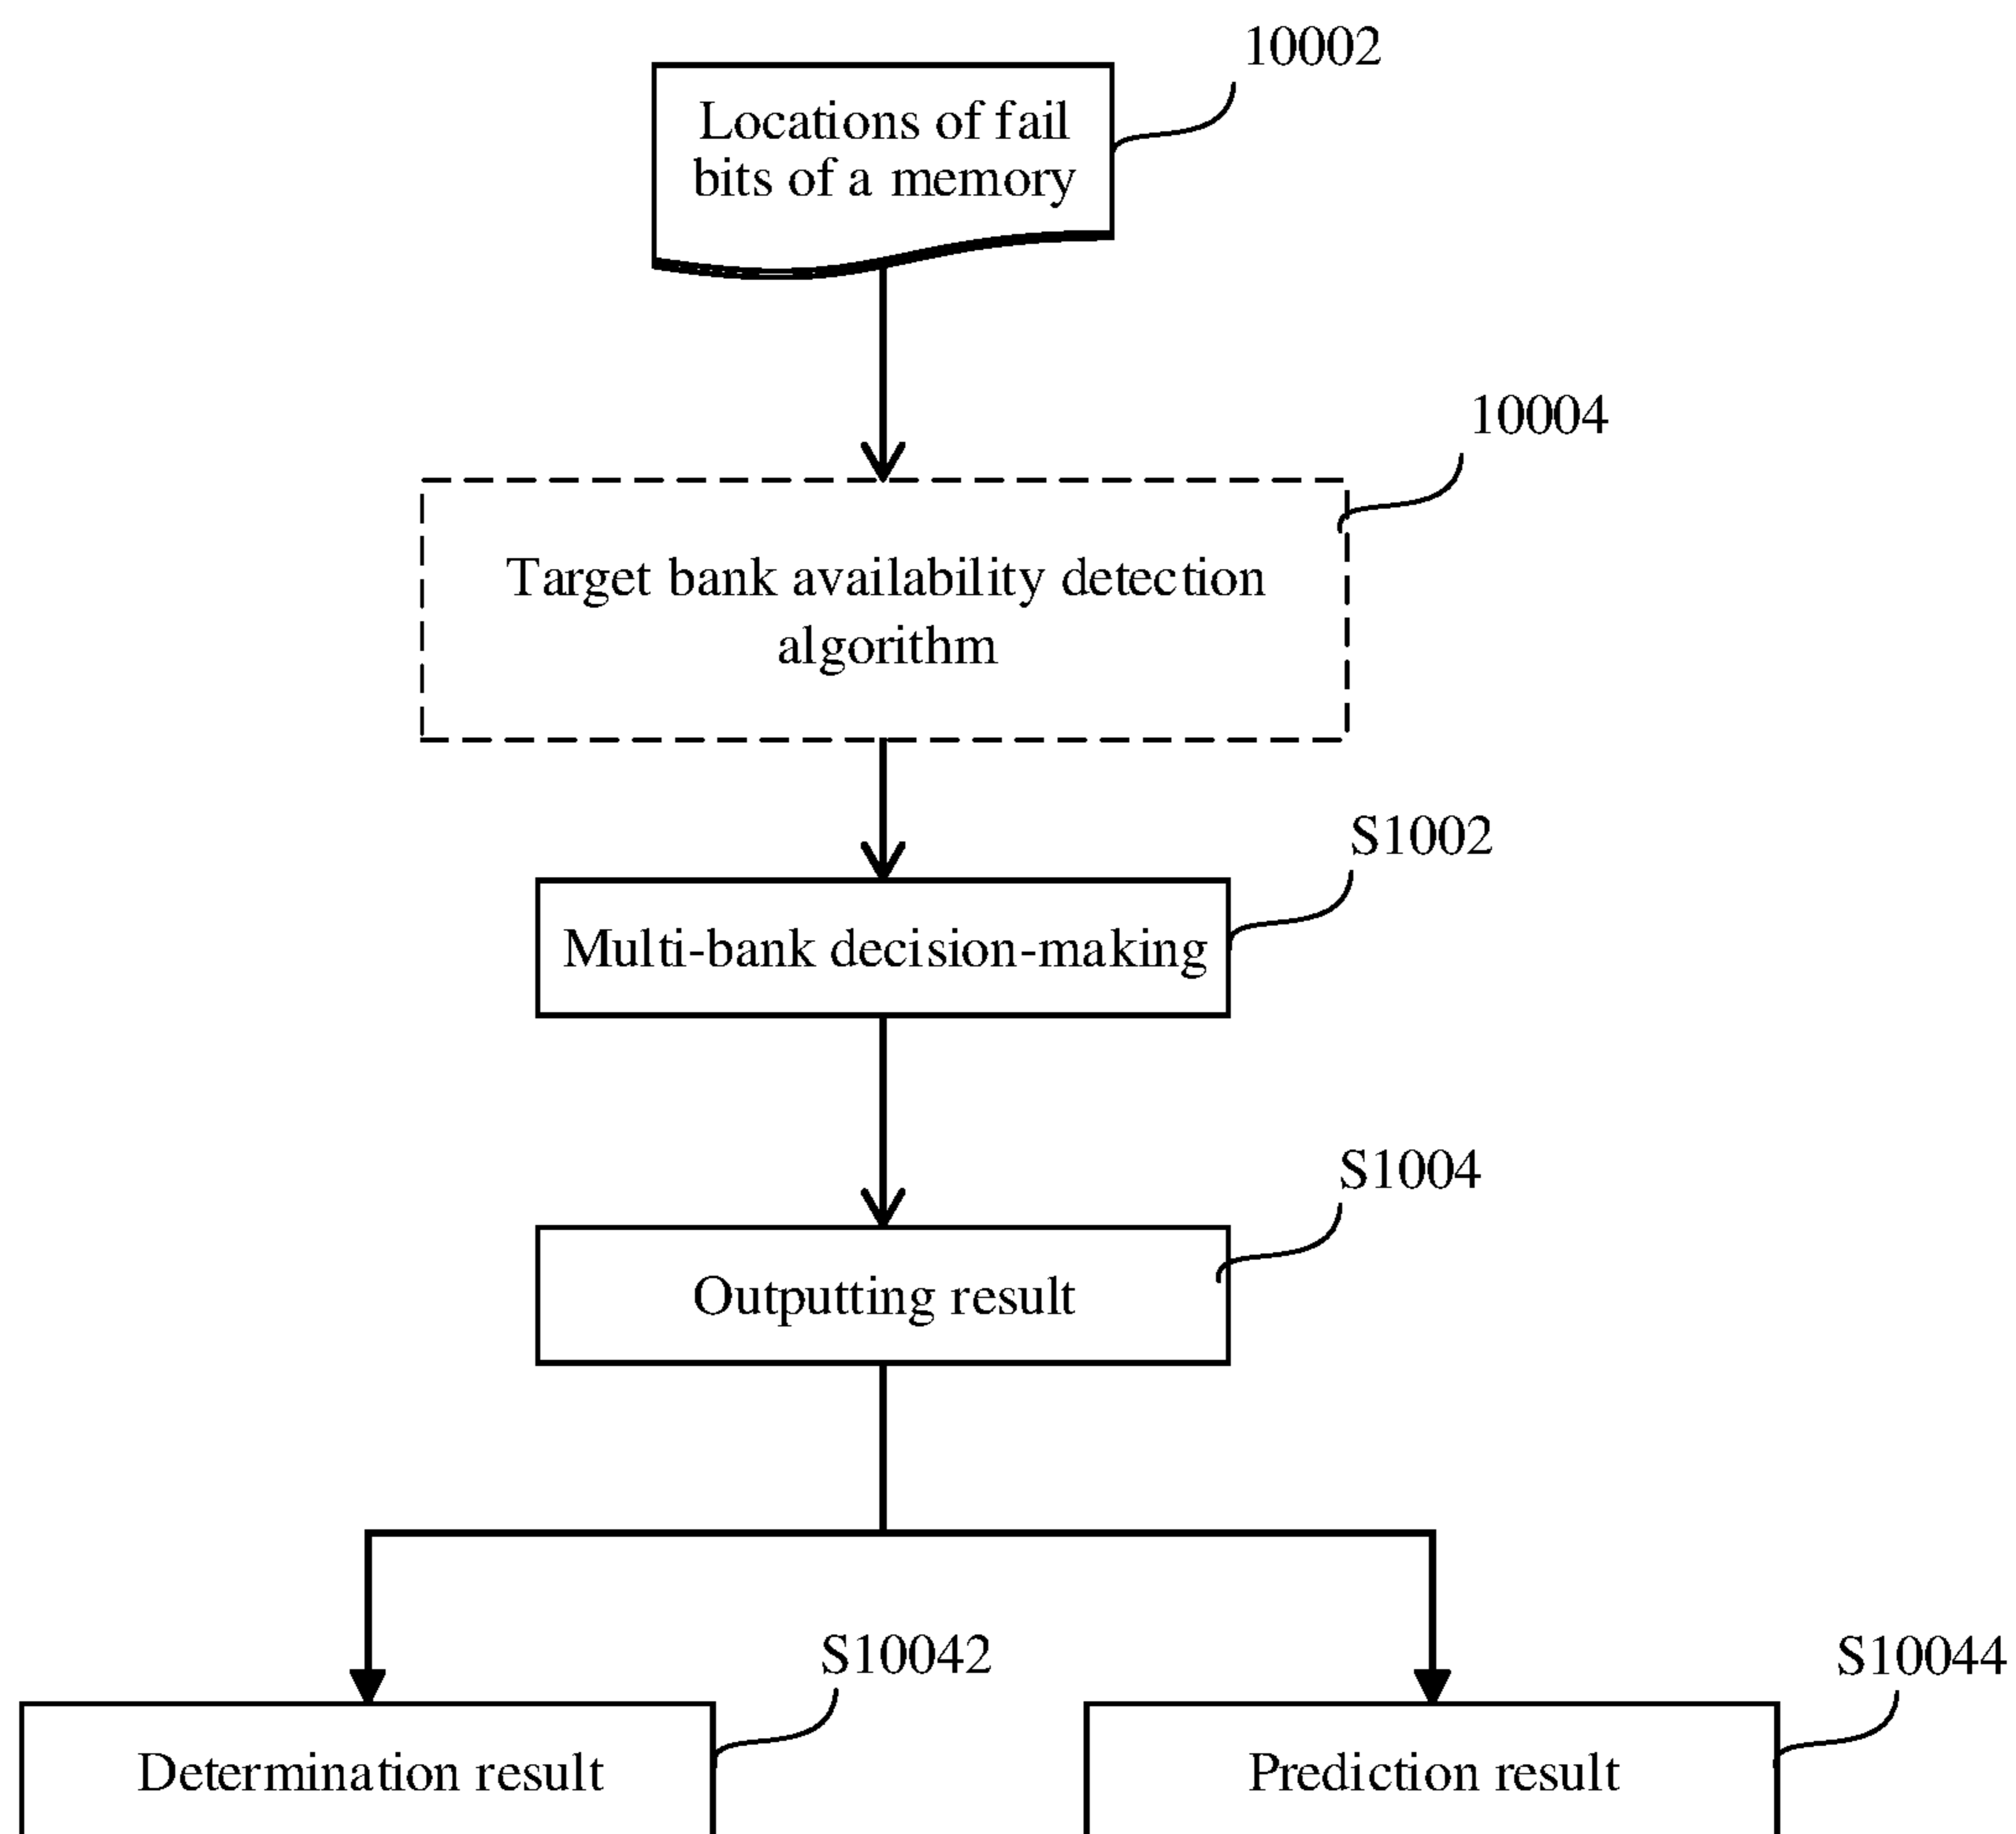 10002
Locations of fail
bits of a memory
10004
Target bank availability detection
algorithm
S1002
Multi-bank decision-making
S1004
Outputting result
S10042
S10044
Determination result
Prediction result